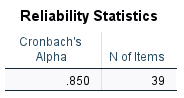 Reliability Statistics
Cronbach's
Alpha N of Items
.850 39